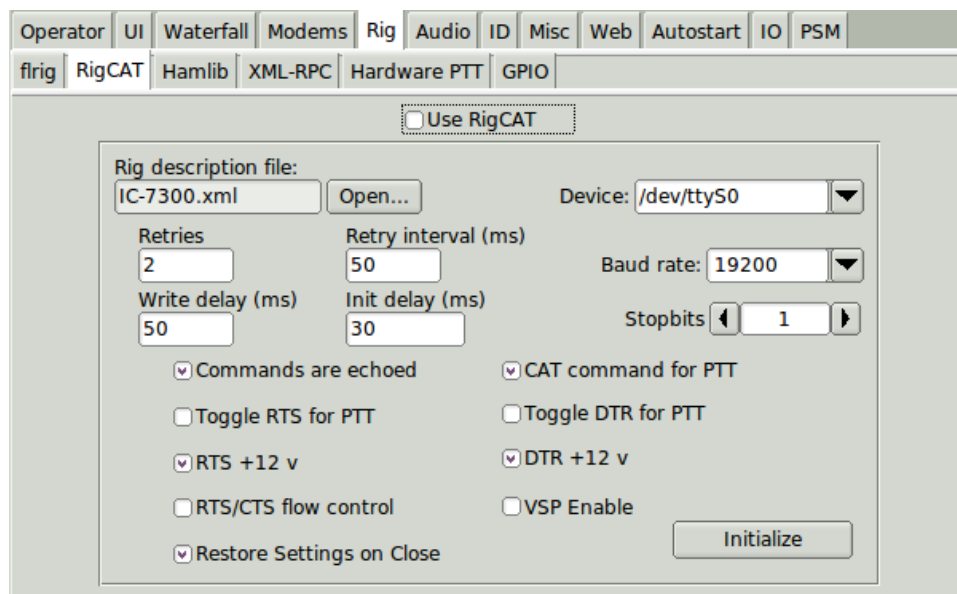 Operator UI Waterfall Modems Rig Audio ID Misc Web Autostart IO PSM
flrig RigCAT Hamlib XML-RPC Hardware PTT GPIO
Use RigCAT
Rig description file:
IC-7300.xml Open... Device: /dev/ttyS0
Retries Retry interval (ms)
2 50 Baud rate: 19200
Write delay (ms) Init delay (ms)
50 30 Stopbits 1
Commands are echoed CAT command for PTT
Toggle RTS for PTT Toggle DTR for PTT
RTS +12 v DTR +12 v
RTS/CTS flow control VSP Enable
Restore Settings on Close Initialize